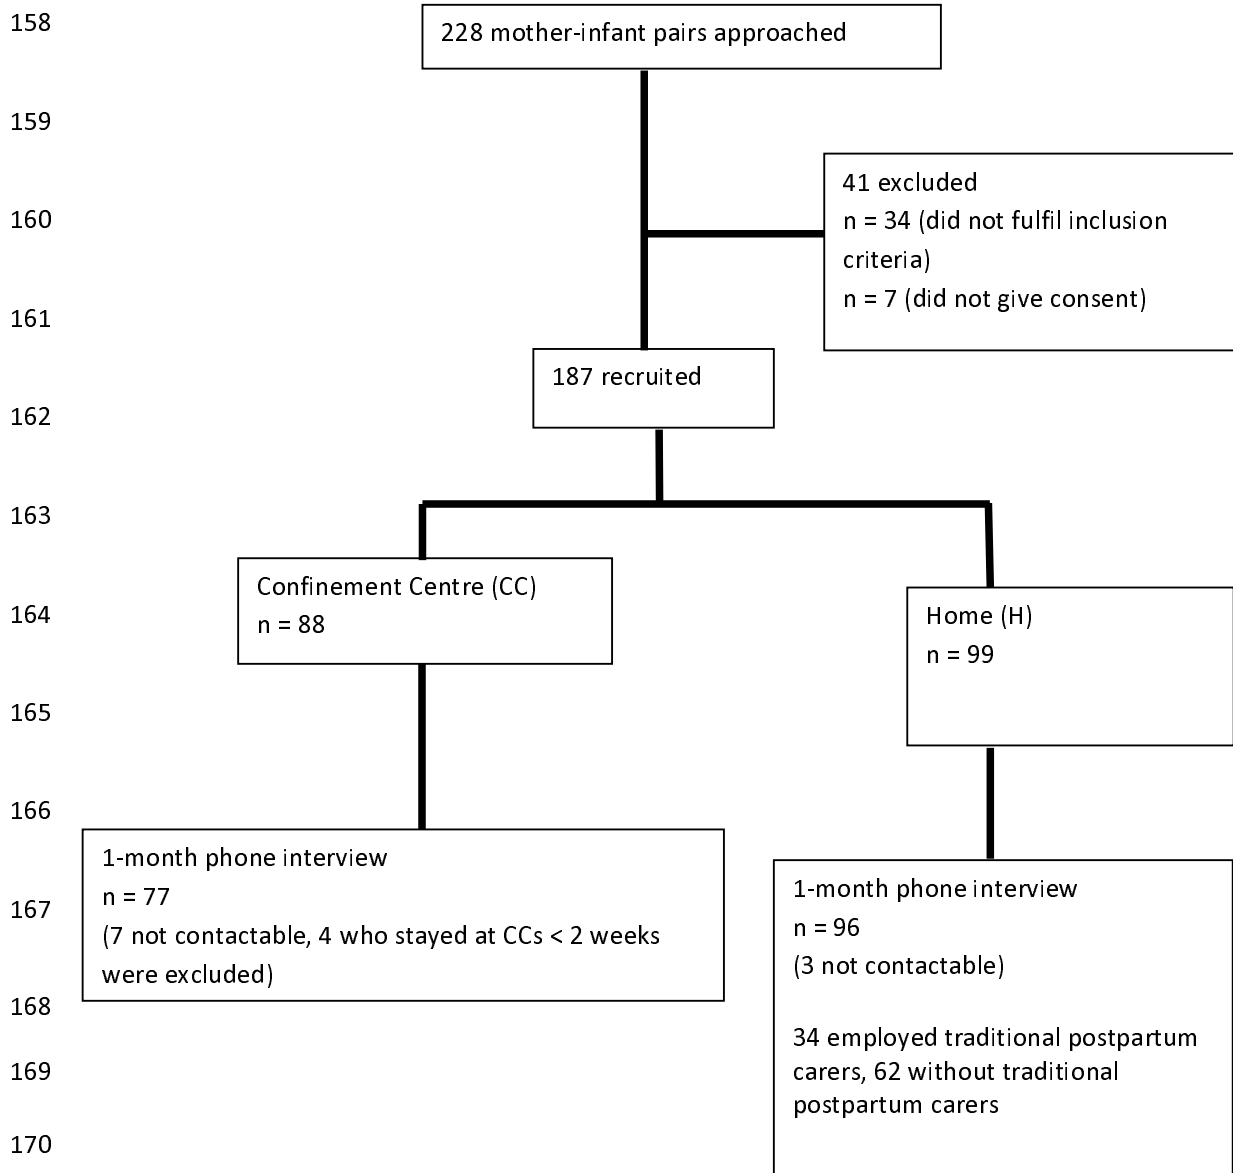 158
228 mother-infant pairs approached
159
41 excluded
160
n = 34 (did not fulfil inclusion
criteria)
n = 7 (did not give consent)
161
187 recruited
162
163
Confinement Centre (CC)
n = 88
164
Home (H)
n = 99
165
166
1-month phone interview
n = 77
(7 not contactable, 4 who stayed at CCs < 2 weeks
were excluded)
167
1-month phone interview
n = 96
(3 not contactable)
168
34 employed traditional postpartum
carers, 62 without traditional
postpartum carers
169
170